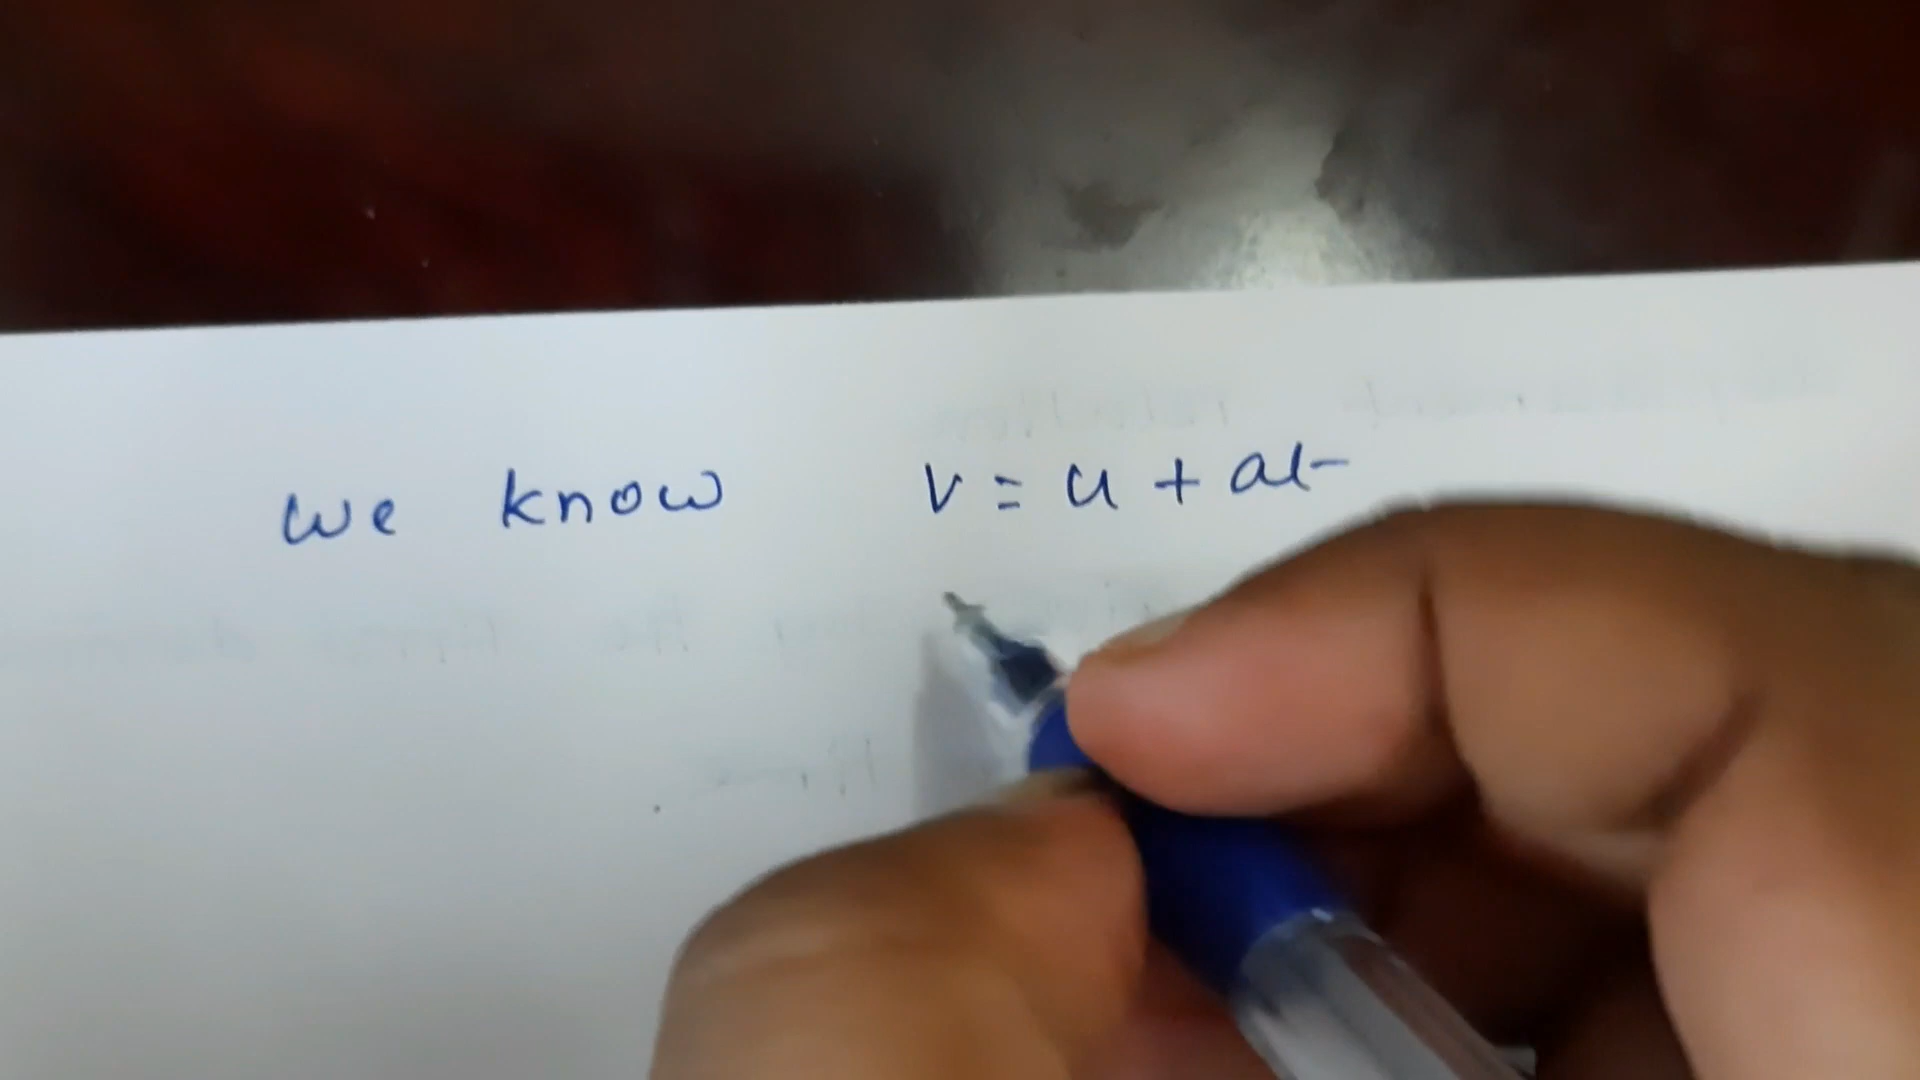 we know v = u + at